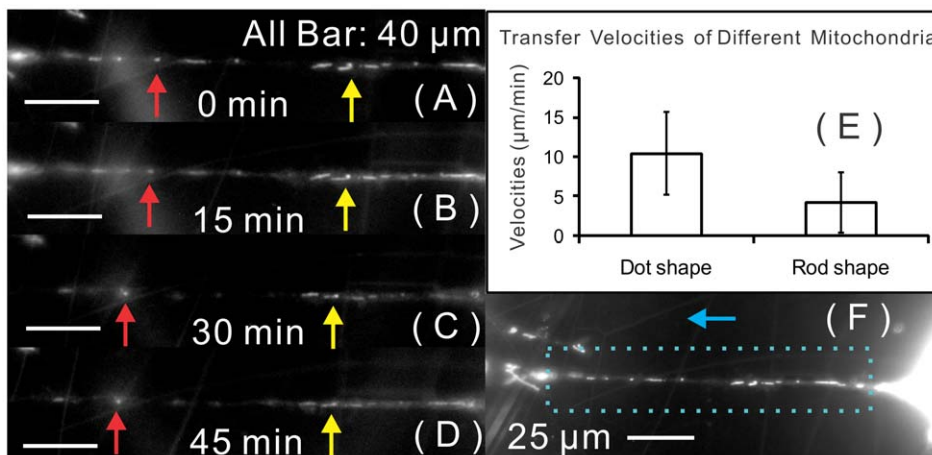 All Bar: 40 µm
0 min
( A )
15 min
( B )
30 min
( C )
45 min
( D )
Transfer Velocities of Different Mitochondria
Velocities (µm/min)
20
15
10
5
0
( E )
Dot shape
Rod shape
( F )
25 µm